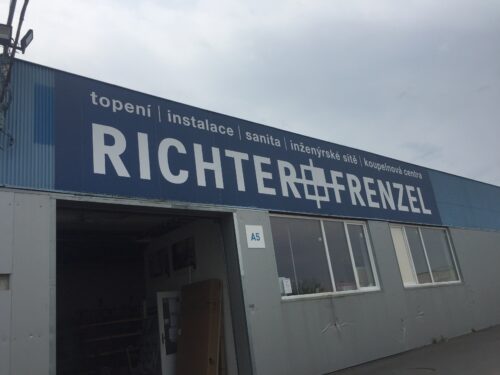 topení | instalace | sanita | inženýrské sítě | koupelnová centra
RICHTER FRENZEL
A5